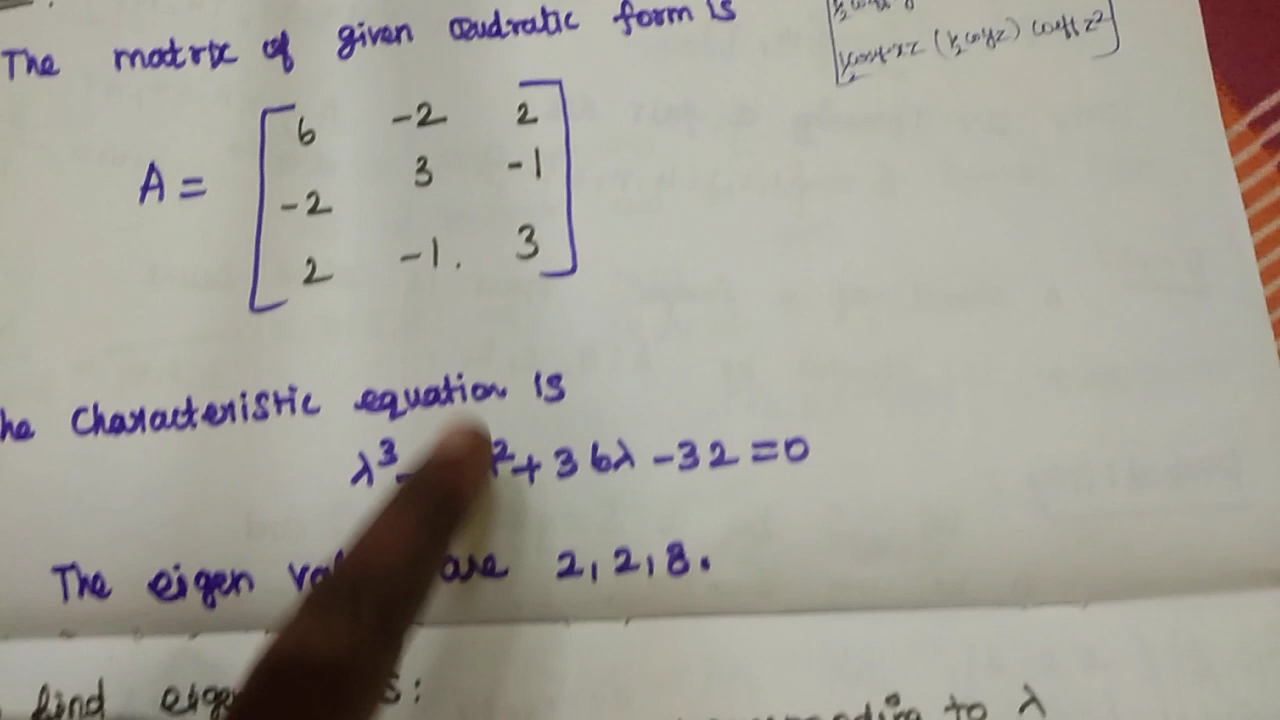 The matrix of given Quadratic form is
A = [ 6 -2 2
-2 3 -1
2 -1. 3 ]
he Characteristic equation is
λ³ - ²+36λ-32=0
The eigen are 2,2,8.
find
to λ